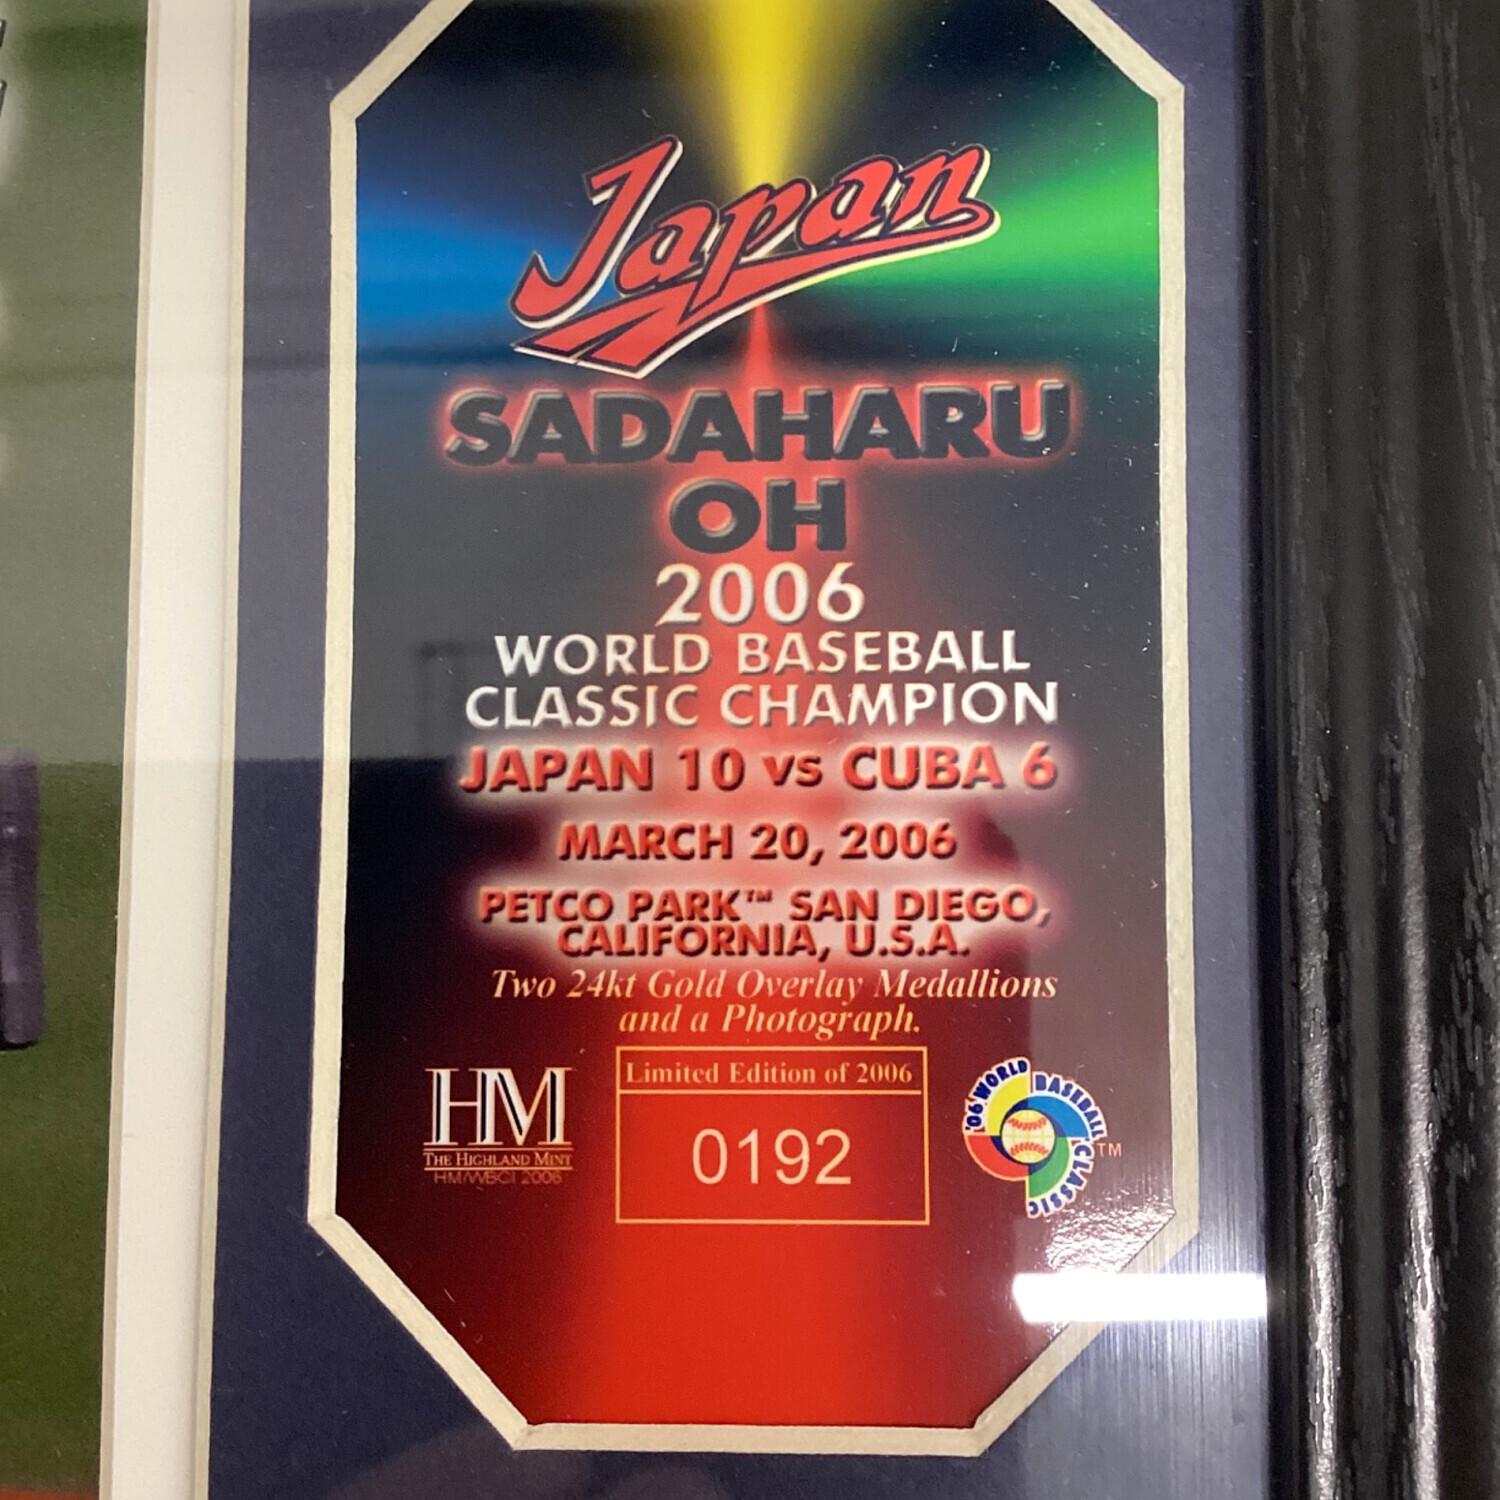 Japan
SADAHARU
OH
2006
WORLD BASEBALL
CLASSIC CHAMPION
JAPAN 10 vs CUBA 6
MARCH 20, 2006
PETCO PARK™ SAN DIEGO,
CALIFORNIA, U.S.A.
Two 24kt Gold Overlay Medallions
and a Photograph.
Limited Edition of 2006
0192
HM
THE HIGHLAND MINT
HM/WBCI 2006
'06 WORLD BASEBALL CLASSIC TM